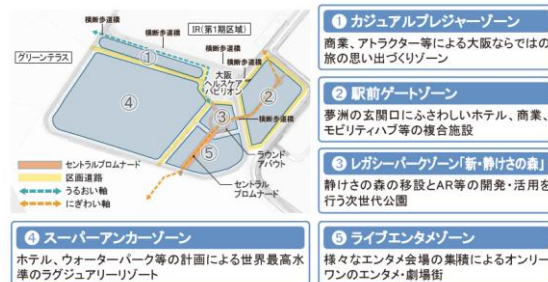 横断歩道橋
横断歩道橋
IR(第1期区域)
横断歩道橋
横断歩道橋
グリーンテラス
①
大阪
ヘルスケア
パビリオン
②
④
③
横断歩道橋
⑤
ラウンド
アバウト
セントラル
プロムナード
セントラルプロムナード
区画道路
うるおい軸
にぎわい軸
① カジュアルプレジャーゾーン
商業、アトラクター等による大阪ならではの
旅の思い出づくりゾーン
② 駅前ゲートゾーン
夢洲の玄関口にふさわしいホテル、商業、
モビリティハブ等の複合施設
③ レガシーパークゾーン「新・静けさの森」
静けさの森の移設とAR等の開発・活用を
行う次世代公園
④ スーパーアンカーゾーン
ホテル、ウォーターパーク等の計画による世界最高水
準のラグジュアリーリゾート
⑤ ライブエンタメゾーン
様々なエンタメ会場の集積によるオンリー
ワンのエンタメ・劇場街